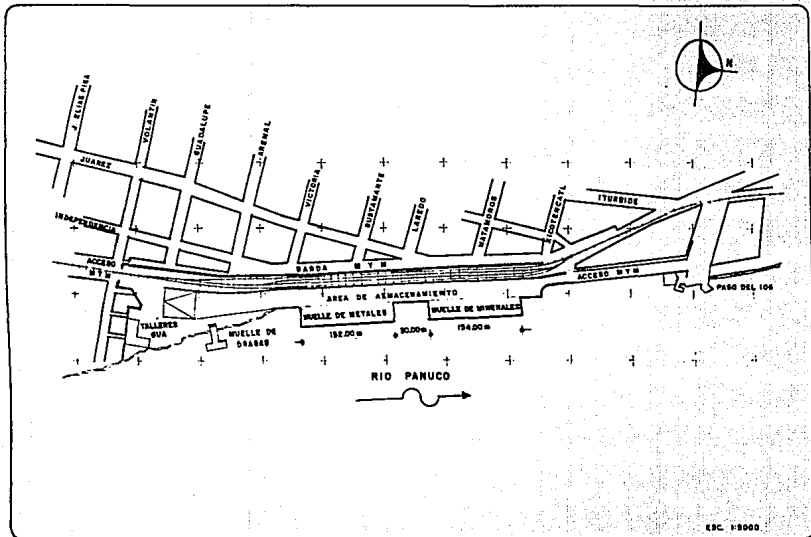 N
J. ELIAS PIÑA
VOLANTIN
GUADALUPE
ARENAL
VICTORIA
BUSTAMANTE
LAREDO
MATAMOROS
XICOTENCATL
ITURBIDE
JUAREZ
INDEPENDENCIA
ACCESO
M Y M
BARDA M Y M
ACCESO M Y M
PASO DEL 106
AREA DE ALMACENAMIENTO
MUELLE DE METALES
MUELLE DE MINERALES
152.00 m
30.00 m
154.00 m
TALLERES
MUELLE DE
DRAGAS
RIO PANUCO
ESC. 1:5000